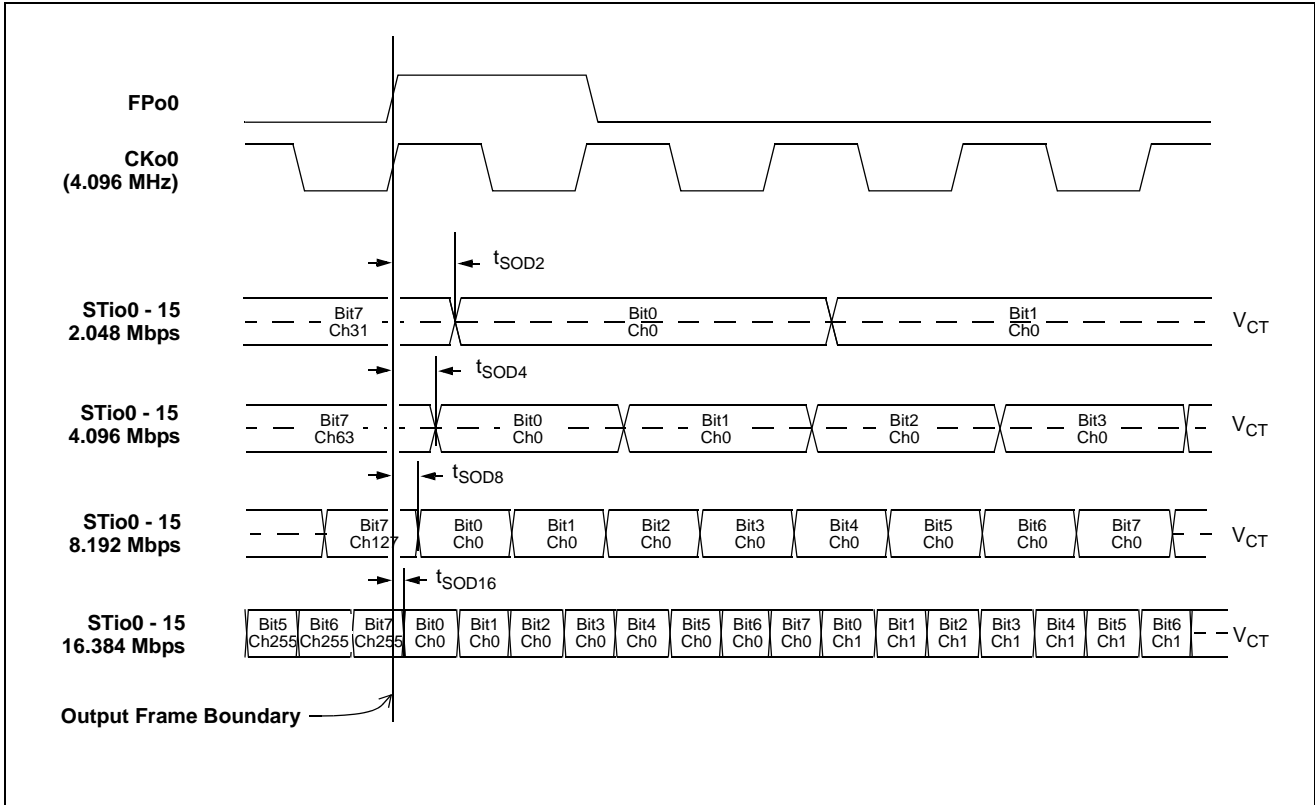 FPo0
CKo0
(4.096 MHz)
tSOD2
STio0 - 15
2.048 Mbps
Bit7
Ch31
Bit0
Ch0
Bit1
Ch0
VCT
tSOD4
STio0 - 15
4.096 Mbps
Bit7
Ch63
Bit0
Ch0
Bit1
Ch0
Bit2
Ch0
Bit3
Ch0
VCT
tSOD8
STio0 - 15
8.192 Mbps
Bit7
Ch127
Bit0
Ch0
Bit1
Ch0
Bit2
Ch0
Bit3
Ch0
Bit4
Ch0
Bit5
Ch0
Bit6
Ch0
Bit7
Ch0
VCT
tSOD16
STio0 - 15
16.384 Mbps
Bit5
Ch255
Bit6
Ch255
Bit7
Ch255
Bit0
Ch0
Bit1
Ch0
Bit2
Ch0
Bit3
Ch0
Bit4
Ch0
Bit5
Ch0
Bit6
Ch0
Bit7
Ch0
Bit0
Ch1
Bit1
Ch1
Bit2
Ch1
Bit3
Ch1
Bit4
Ch1
Bit5
Ch1
Bit6
Ch1
VCT
Output Frame Boundary